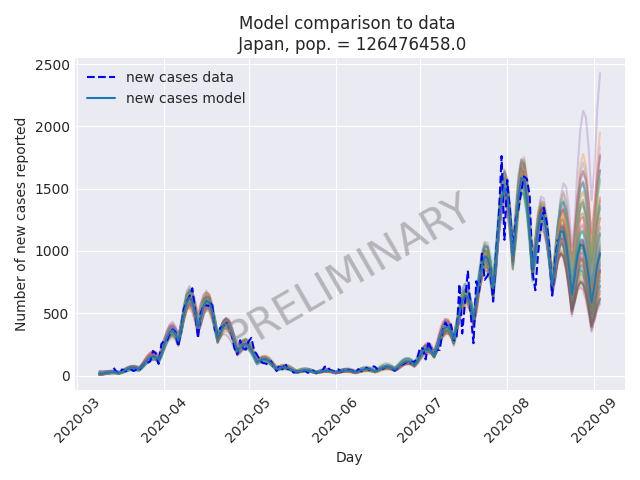 Model comparison to data
Japan, pop. = 126476458.0
new cases data
new cases model
PRELIMINARY
Number of new cases reported
2500
2000
1500
1000
500
0
2020-03
2020-04
2020-05
2020-06
2020-07
2020-08
2020-09
Day